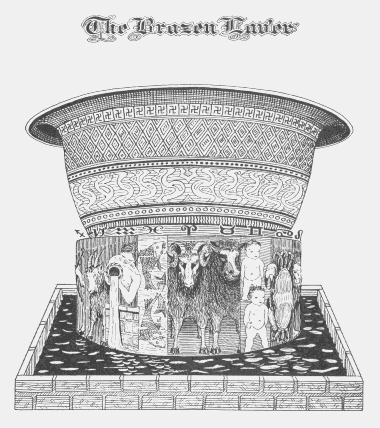 The Brazen Laver
♒ ♓ ♈ ♉ ♊